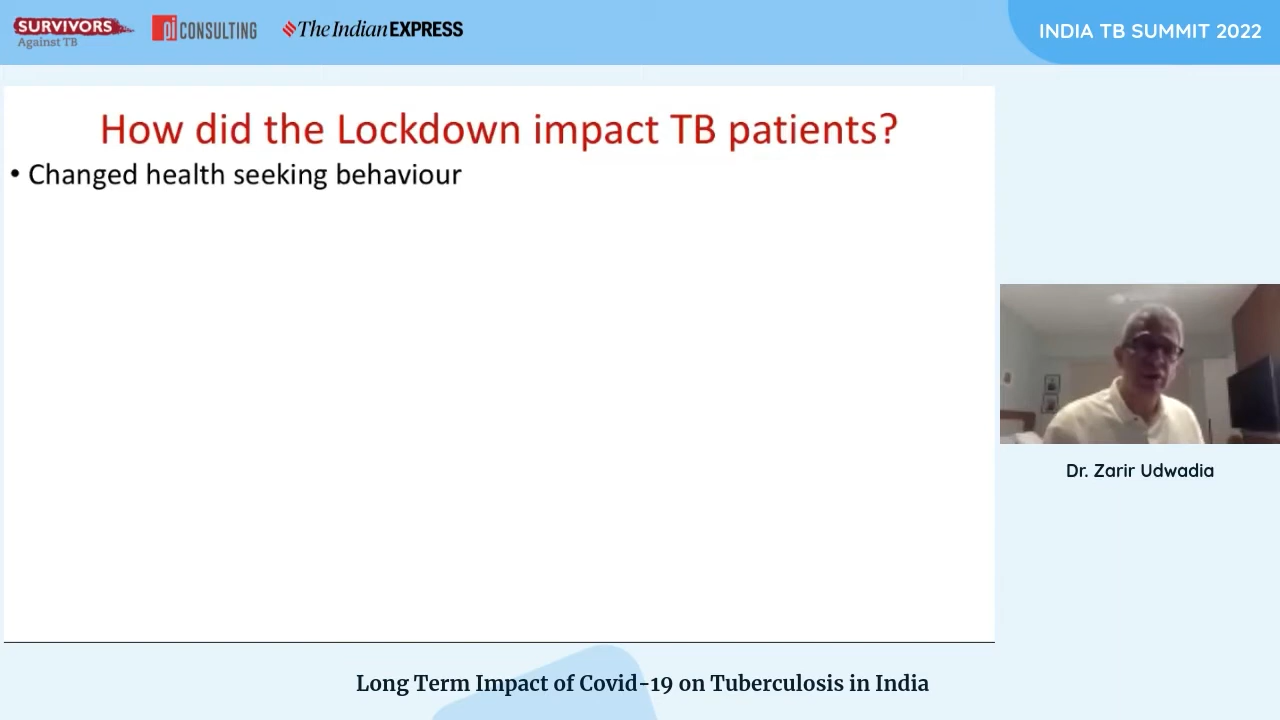 SURVIVORS
Against TB
pi CONSULTING
The Indian EXPRESS
INDIA TB SUMMIT 2022
How did the Lockdown impact TB patients?
• Changed health seeking behaviour
Dr. Zarir Udwadia
Long Term Impact of Covid-19 on Tuberculosis in India